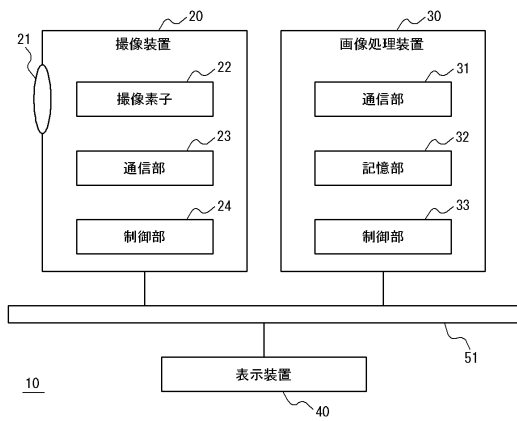 20
30
21
撮像装置
画像処理装置
22
撮像素子
31
通信部
23
通信部
32
記憶部
24
制御部
33
制御部
51
表示装置
10
40